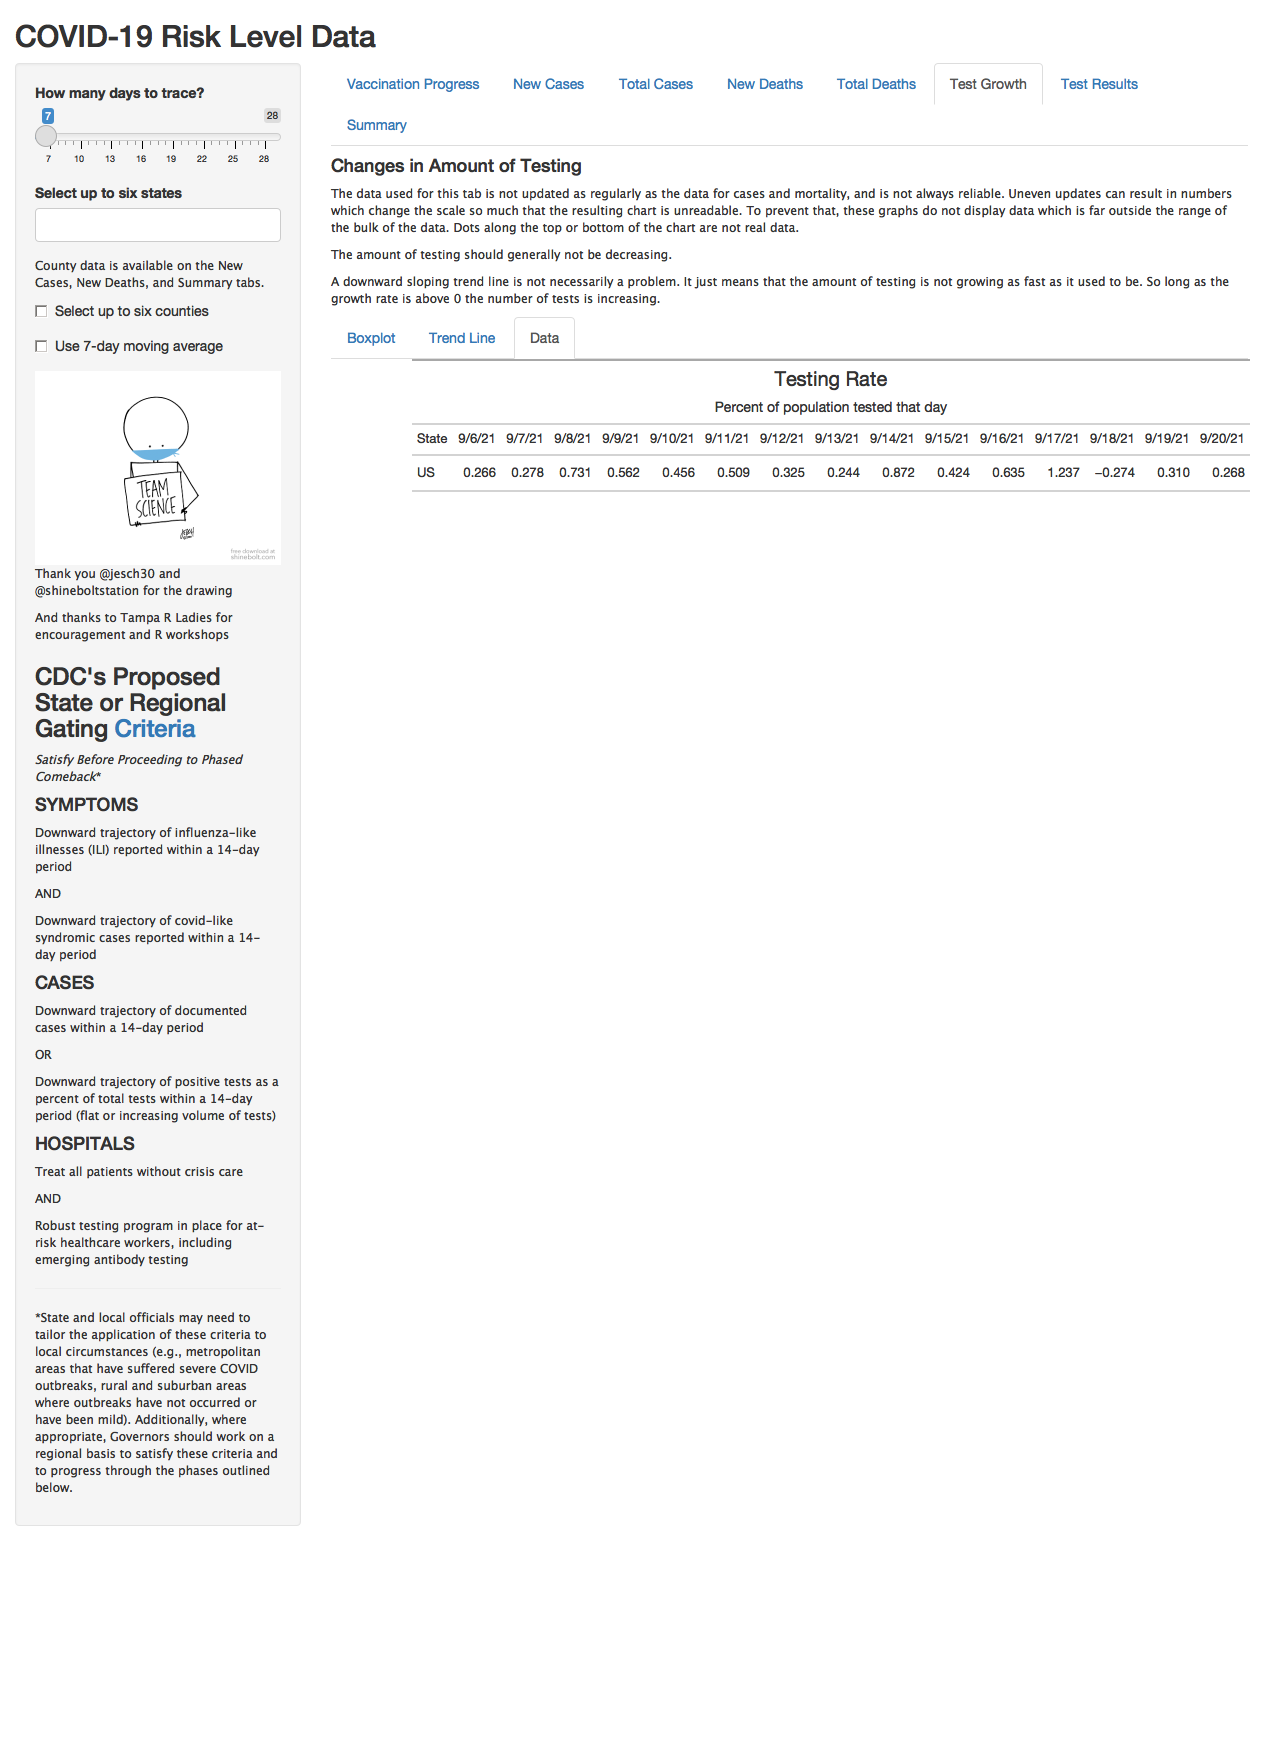 COVID-19 Risk Level Data
How many days to trace?
7
28
7 10 13 16 19 22 25 28
Select up to six states
County data is available on the New
Cases, New Deaths, and Summary tabs.
Select up to six counties
Use 7-day moving average
TEAM
SCIENCE
free download at
shinebolt.com
Thank you @jesch30 and
@shineboltstation for the drawing
And thanks to Tampa R Ladies for
encouragement and R workshops
CDC's Proposed
State or Regional
Gating Criteria
Satisfy Before Proceeding to Phased
Comeback*
SYMPTOMS
Downward trajectory of influenza-like
illnesses (ILI) reported within a 14-day
period
AND
Downward trajectory of covid-like
syndromic cases reported within a 14-
day period
CASES
Downward trajectory of documented
cases within a 14-day period
OR
Downward trajectory of positive tests as a
percent of total tests within a 14-day
period (flat or increasing volume of tests)
HOSPITALS
Treat all patients without crisis care
AND
Robust testing program in place for at-
risk healthcare workers, including
emerging antibody testing
*State and local officials may need to
tailor the application of these criteria to
local circumstances (e.g., metropolitan
areas that have suffered severe COVID
outbreaks, rural and suburban areas
where outbreaks have not occurred or
have been mild). Additionally, where
appropriate, Governors should work on a
regional basis to satisfy these criteria and
to progress through the phases outlined
below.
Vaccination Progress New Cases Total Cases New Deaths Total Deaths Test Growth Test Results
Summary
Changes in Amount of Testing
The data used for this tab is not updated as regularly as the data for cases and mortality, and is not always reliable. Uneven updates can result in numbers
which change the scale so much that the resulting chart is unreadable. To prevent that, these graphs do not display data which is far outside the range of
the bulk of the data. Dots along the top or bottom of the chart are not real data.
The amount of testing should generally not be decreasing.
A downward sloping trend line is not necessarily a problem. It just means that the amount of testing is not growing as fast as it used to be. So long as the
growth rate is above 0 the number of tests is increasing.
Boxplot Trend Line Data
Testing Rate
Percent of population tested that day
State 9/6/21 9/7/21 9/8/21 9/9/21 9/10/21 9/11/21 9/12/21 9/13/21 9/14/21 9/15/21 9/16/21 9/17/21 9/18/21 9/19/21 9/20/21
US 0.266 0.278 0.731 0.562 0.456 0.509 0.325 0.244 0.872 0.424 0.635 1.237 −0.274 0.310 0.268